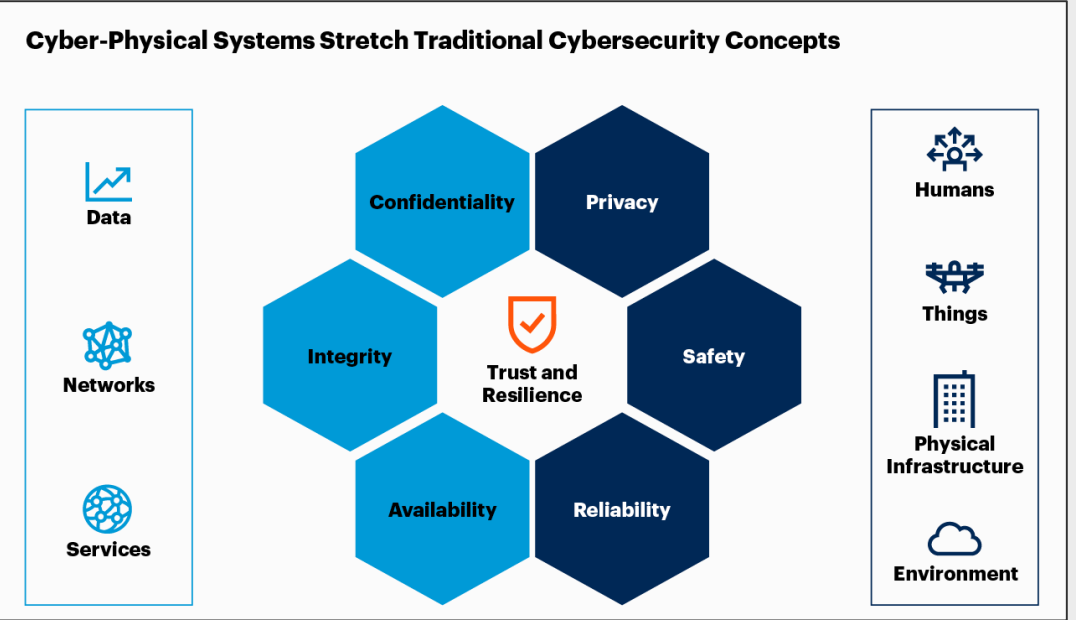 Cyber-Physical Systems Stretch Traditional Cybersecurity Concepts
Data
Networks
Services
Confidentiality
Privacy
Integrity
Trust and
Resilience
Safety
Availability
Reliability
Humans
Things
Physical
Infrastructure
Environment